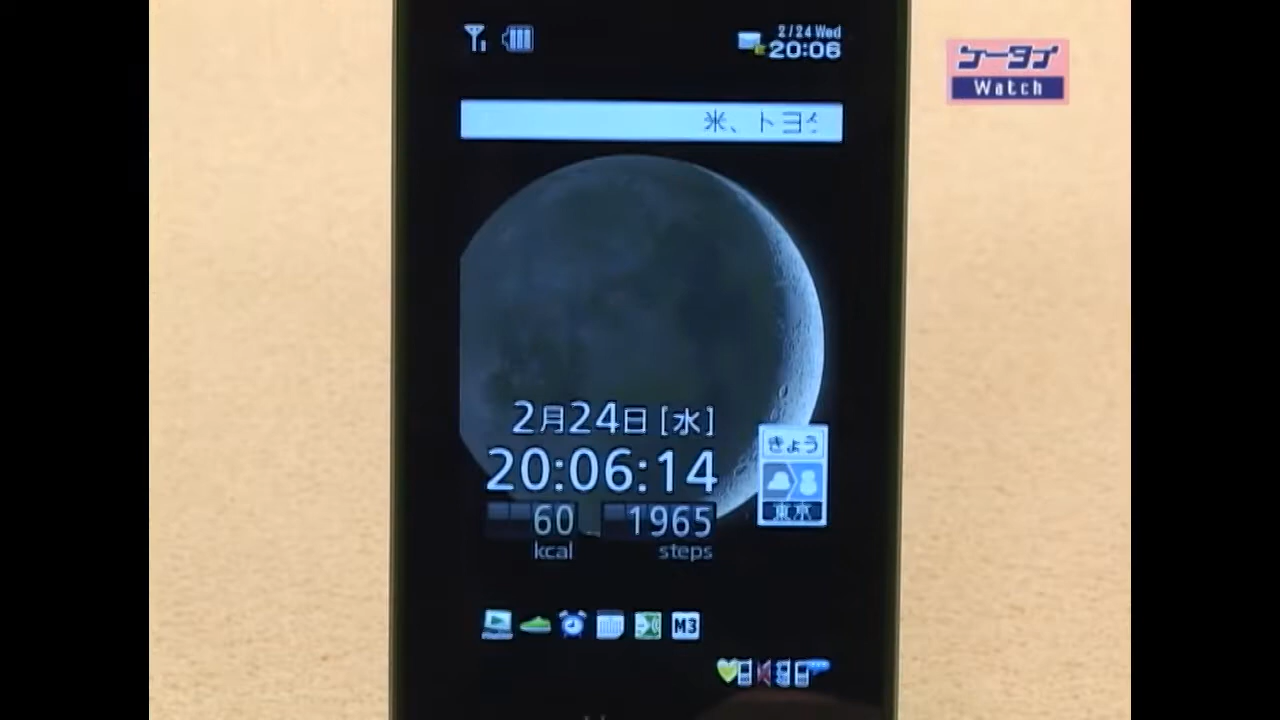 2/24 Wed
20:06
ケータイ
Watch
米、トヨタ
2月24日[水]
20:06:14
きょう
60
1965
東京
kcal
steps
M3